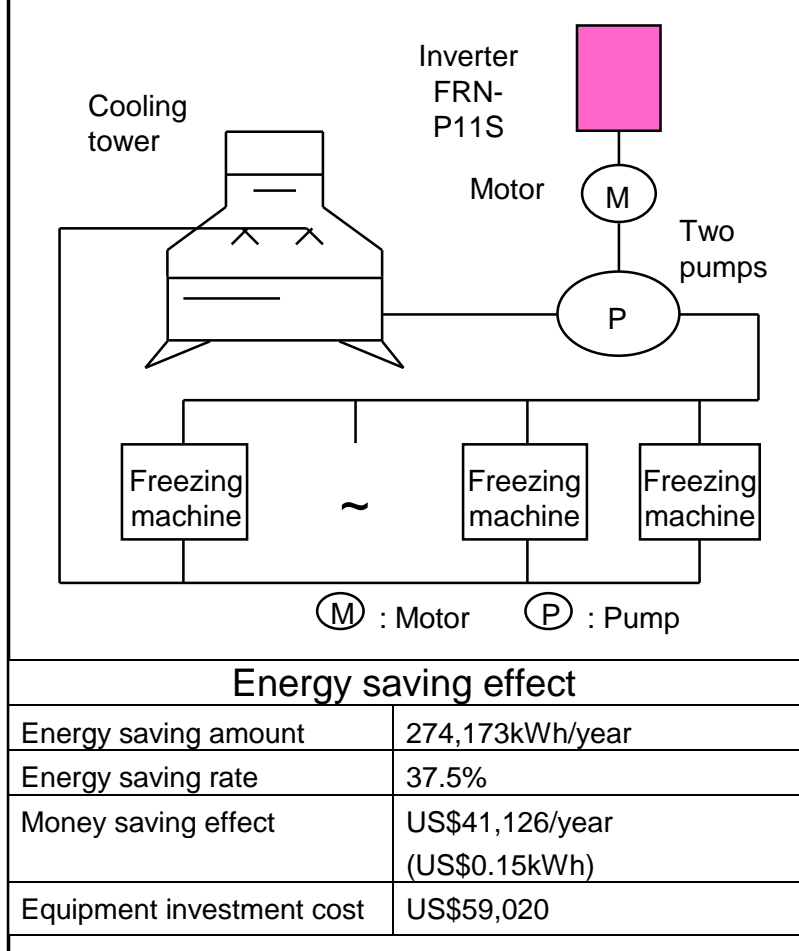 Inverter
FRN-
P11S
Cooling
tower
Motor
M
Two
pumps
P
Freezing
machine
~
Freezing
machine
Freezing
machine
M : Motor
P : Pump
Energy saving effect
Energy saving amount 274,173kWh/year
Energy saving rate 37.5%
Money saving effect US$41,126/year
(US$0.15kWh)
Equipment investment cost US$59,020